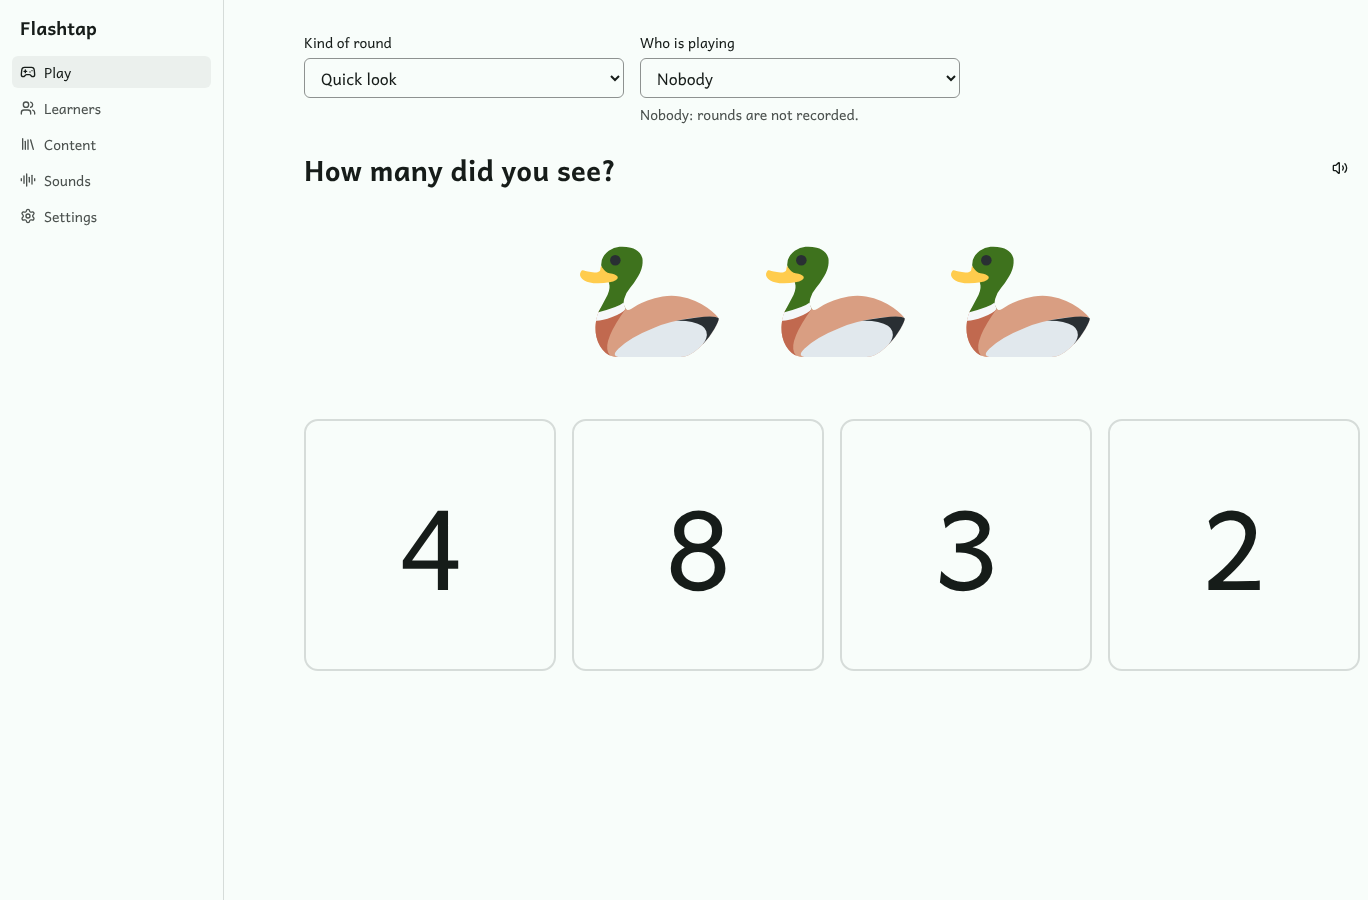 Flashtap
Play
Learners
Content
Sounds
Settings
Kind of round
Quick look
Who is playing
Nobody
Nobody: rounds are not recorded.
How many did you see?
4 8 3 2